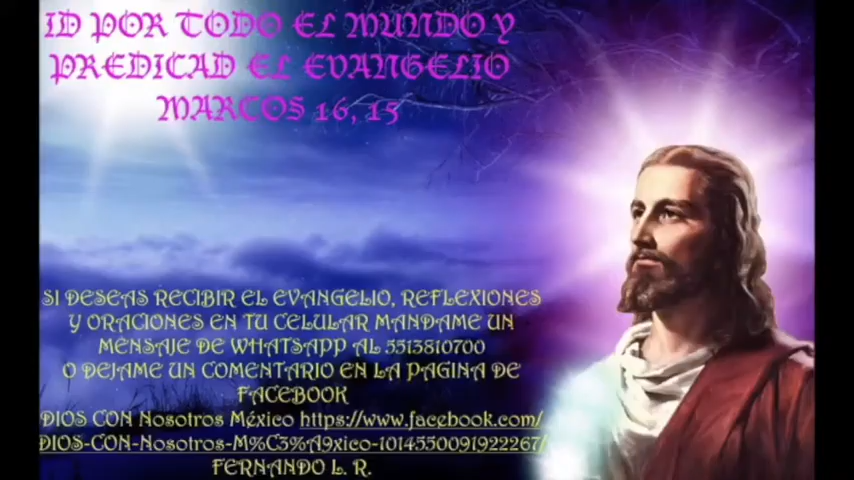 ID POR TODO EL MUNDO Y
PREDICAD EL EVANGELIO
MARCOS 16, 15
SI DESEAS RECIBIR EL EVANGELIO, REFLEXIONES
Y ORACIONES EN TU CELULAR MANDAME UN
MENSAJE DE WHATSAPP AL 5513810700
O DEJAME UN COMENTARIO EN LA PAGINA DE
FACEBOOK
DIOS CON Nosotros México https://www.facebook.com/
DIOS-CON-Nosotros-M%C3%A9xico-1014550091922267/
FERNANDO L. R.